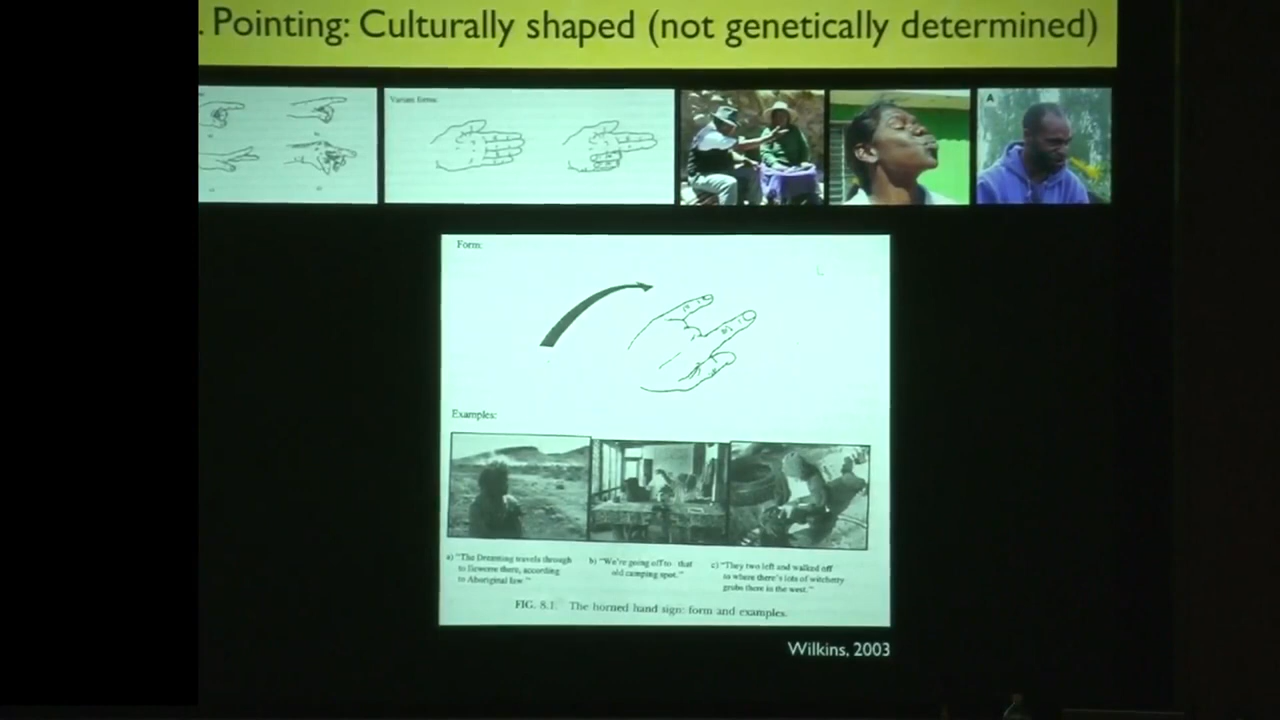 . Pointing: Culturally shaped (not genetically determined)
Variant forms:
A
Form:
Examples:
a) "The Dreaming travels through
to Ilewerre there, according
to Aboriginal law."
b) "We're going off to that
old camping spot."
c) "They two left and walked off
to where there's lots of witchetty
grubs there in the west."
FIG. 8.1. The horned hand sign: form and examples.
Wilkins, 2003